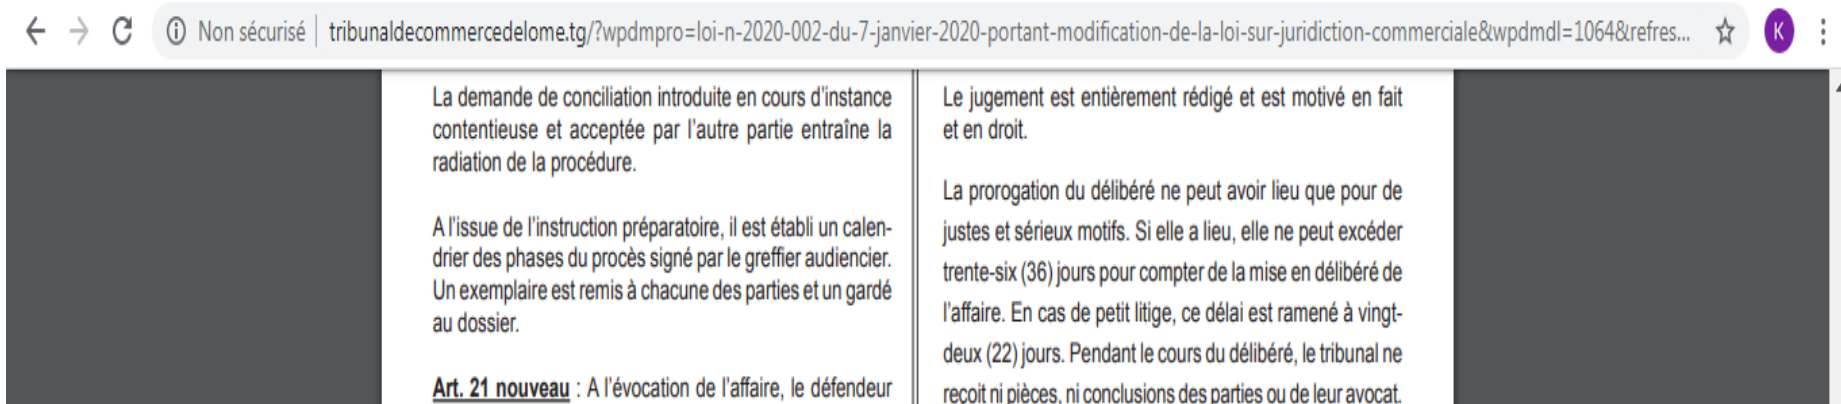 Non sécurisé | tribunaldecommercedelome.tg/?wpdmpro=loi-n-2020-002-du-7-janvier-2020-portant-modification-de-la-loi-sur-juridiction-commerciale&wpdmdl=1064&refres...
K
La demande de conciliation introduite en cours d'instance
contentieuse et acceptée par l'autre partie entraîne la
radiation de la procédure.
A l'issue de l'instruction préparatoire, il est établi un calen-
drier des phases du procès signé par le greffier audiencier.
Un exemplaire est remis à chacune des parties et un gardé
au dossier.
Art. 21 nouveau : A l'évocation de l'affaire, le défendeur
Le jugement est entièrement rédigé et est motivé en fait
et en droit.
La prorogation du délibéré ne peut avoir lieu que pour de
justes et sérieux motifs. Si elle a lieu, elle ne peut excéder
trente-six (36) jours pour compter de la mise en délibéré de
l'affaire. En cas de petit litige, ce délai est ramené à vingt-
deux (22) jours. Pendant le cours du délibéré, le tribunal ne
reçoit ni pièces, ni conclusions des parties ou de leur avocat.